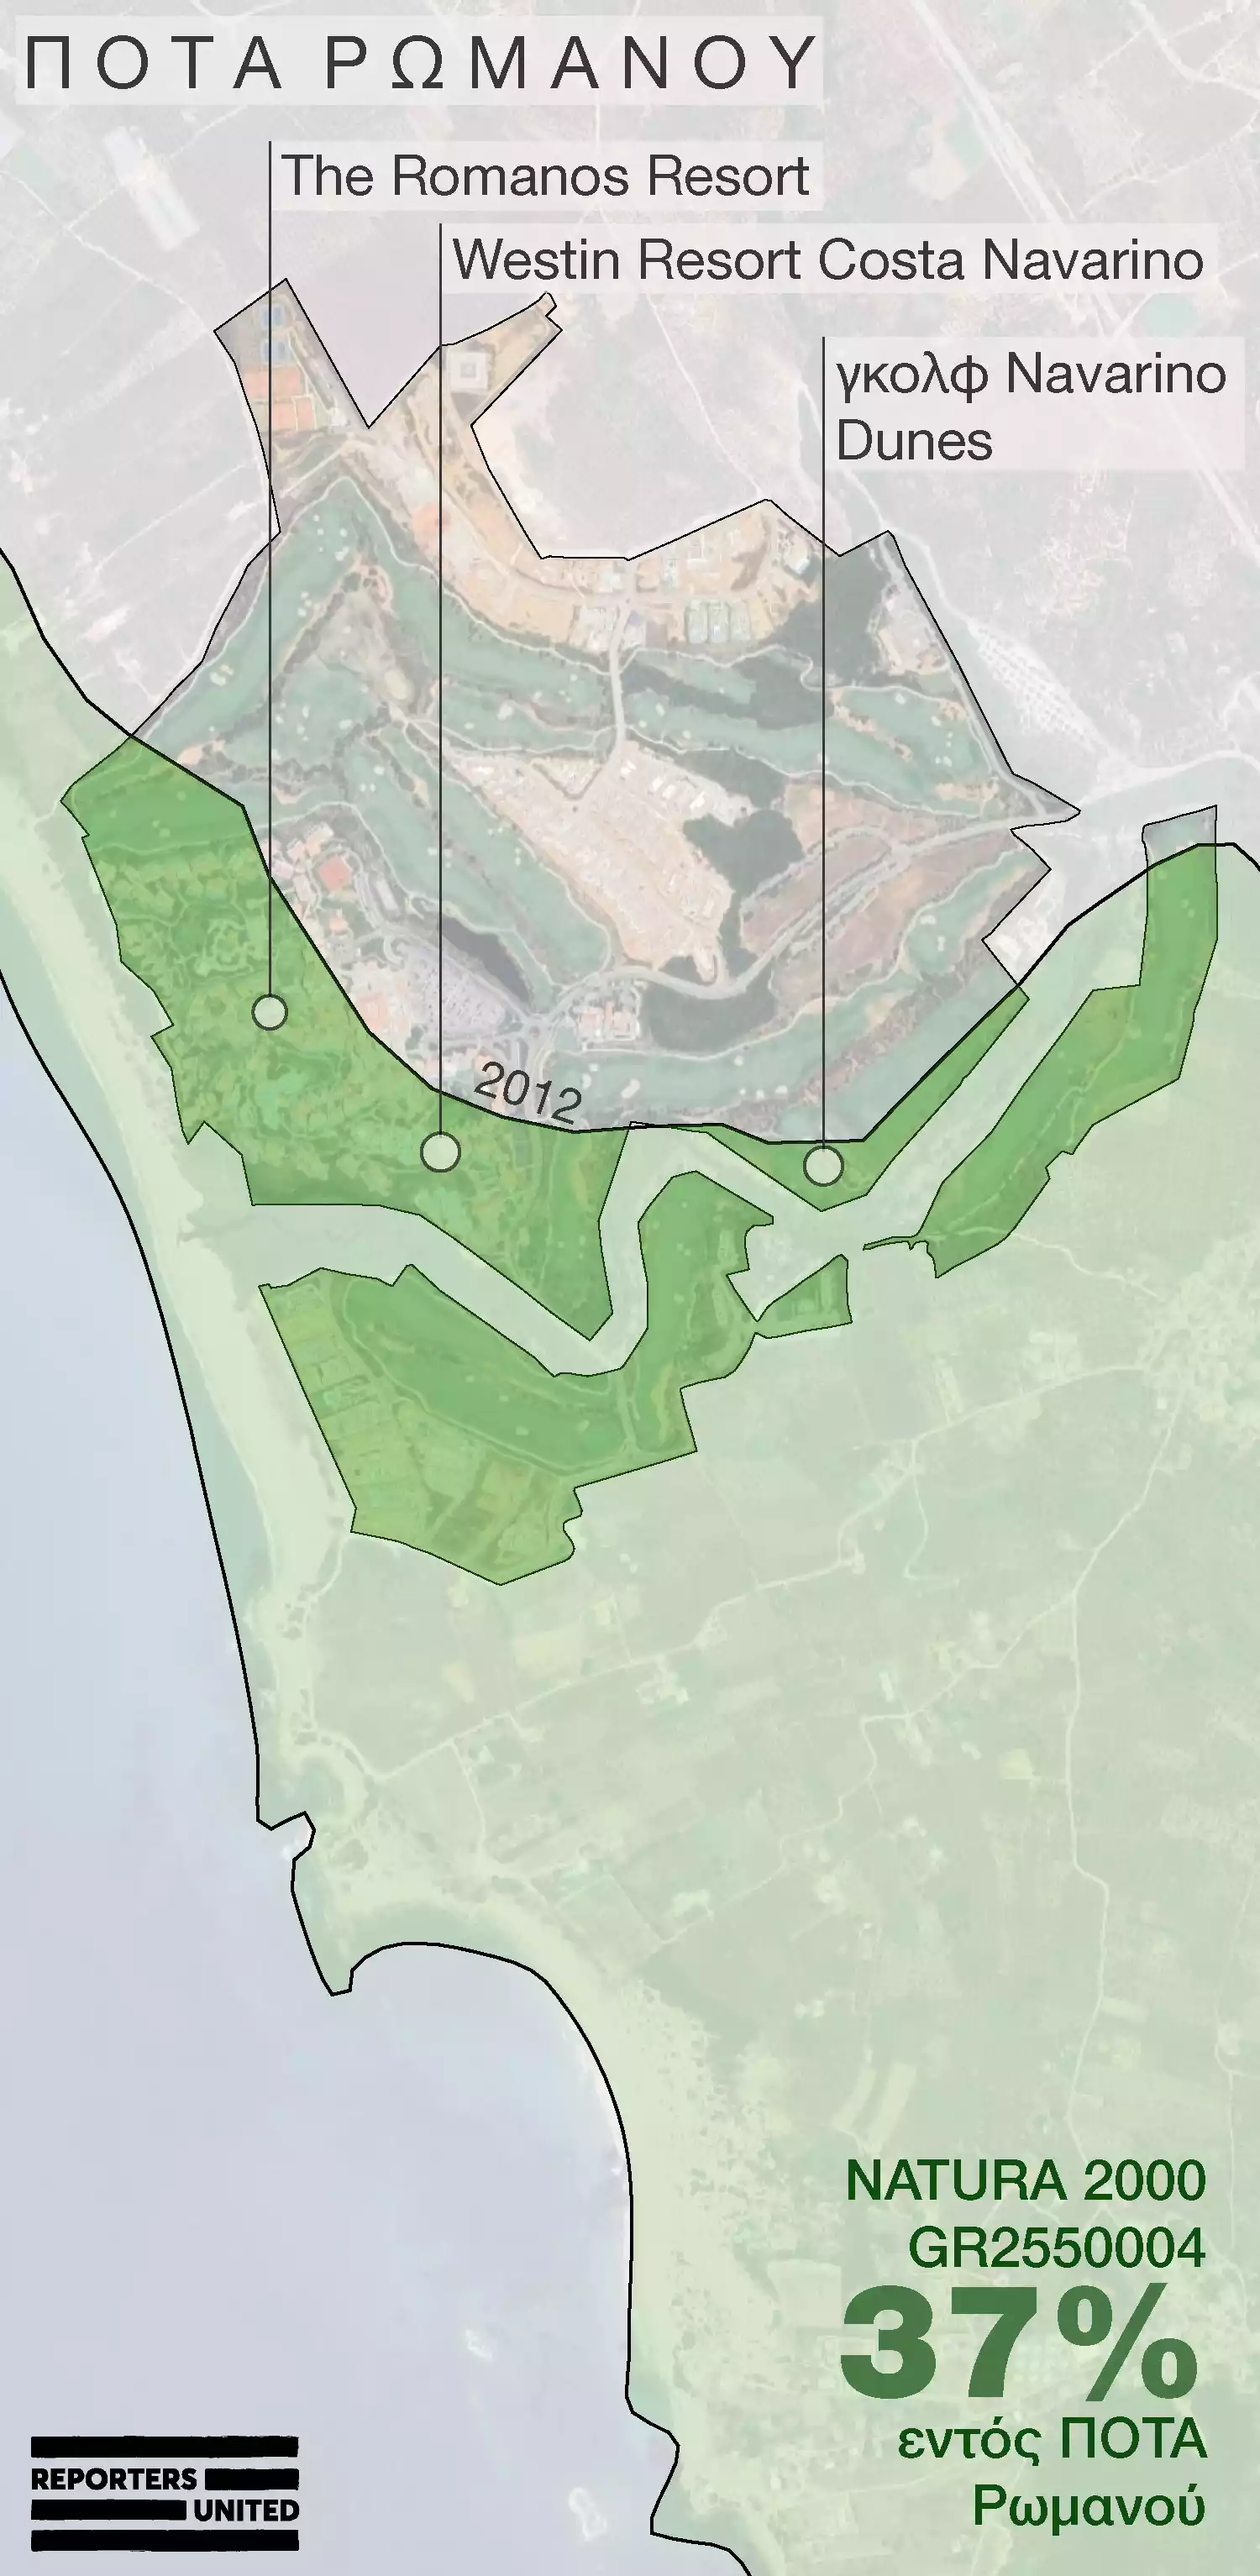 ΠΟΤΑ ΡΩΜΑΝΟΥ
The Romanos Resort
Westin Resort Costa Navarino
γκολφ Navarino
Dunes
2012
NATURA 2000
GR2550004
37%
εντός ΠΟΤΑ
Ρωμανού
REPORTERS
UNITED